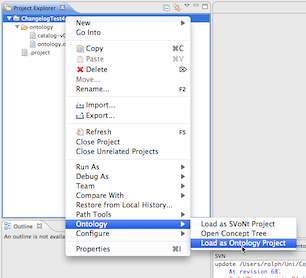 Project Explorer
ChangelogTest4
ontology
catalog-v0
ontology.o
.project
New
Go Into
Copy ⌘C
Paste ⌘V
Delete ⌦
Move...
Rename... F2
Import...
Export...
Refresh F5
Close Project
Close Unrelated Projects
Run As
Debug As
Team
Compare With
Restore from Local History...
Path Tools
Ontology
Configure
Properties ⌘I
Load as SVoNt Project
Open Concept Tree
Load as Ontology Project
Outline
An outline is not availa
SVN
update /Users/ralph/Uni/Co
At revision 68.